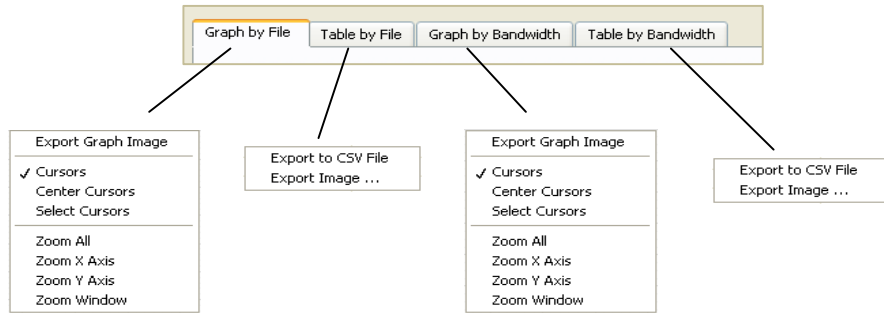 Graph by File
Table by File
Graph by Bandwidth
Table by Bandwidth
Export Graph Image
Cursors
Center Cursors
Select Cursors
Zoom All
Zoom X Axis
Zoom Y Axis
Zoom Window
Export to CSV File
Export Image ...
Export Graph Image
Cursors
Center Cursors
Select Cursors
Zoom All
Zoom X Axis
Zoom Y Axis
Zoom Window
Export to CSV File
Export Image ...